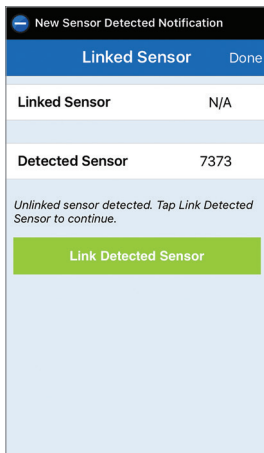 New Sensor Detected Notification
Linked Sensor Done
Linked Sensor N/A
Detected Sensor 7373
Unlinked sensor detected. Tap Link Detected
Sensor to continue.
Link Detected Sensor